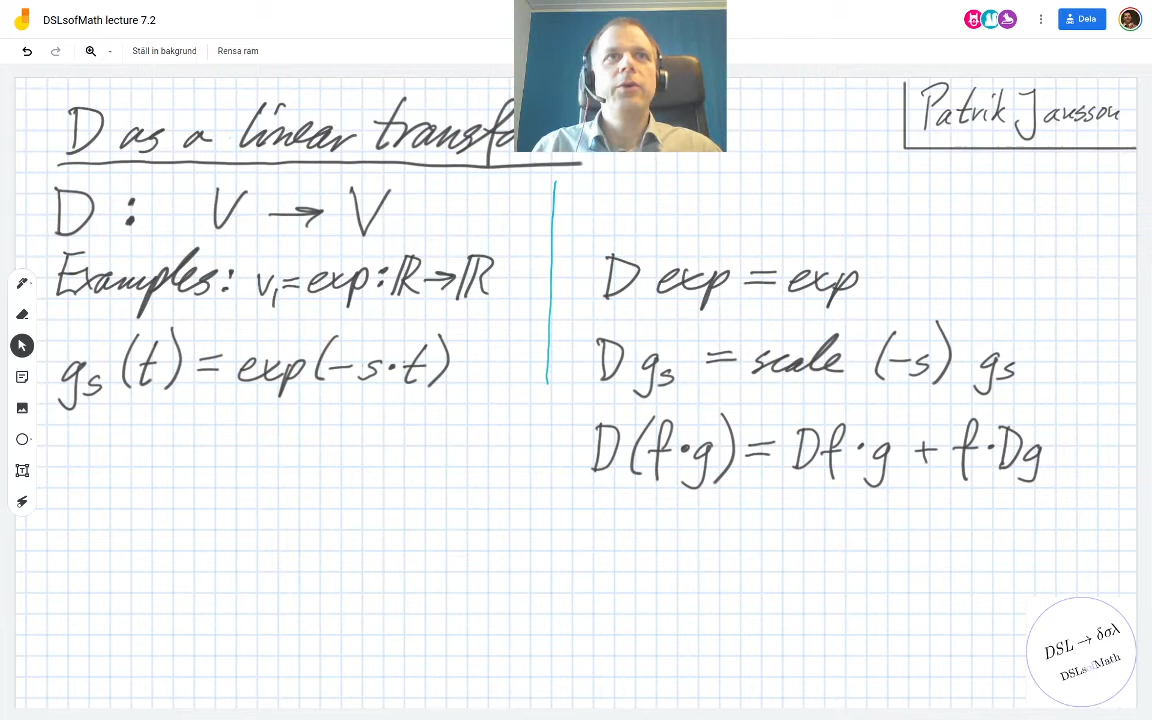 DSLsofMath lecture 7.2
Dela
Ställ in bakgrund
Rensa ram
D as a linear transf
Patrik Jansson
D : V → V
Examples: v₁ = exp : ℝ → ℝ
D exp = exp
gₛ(t) = exp(-s·t)
D gₛ = scale (-s) gₛ
D(f·g) = Df·g + f·Dg
DSL → δσλ
DSLsofMath